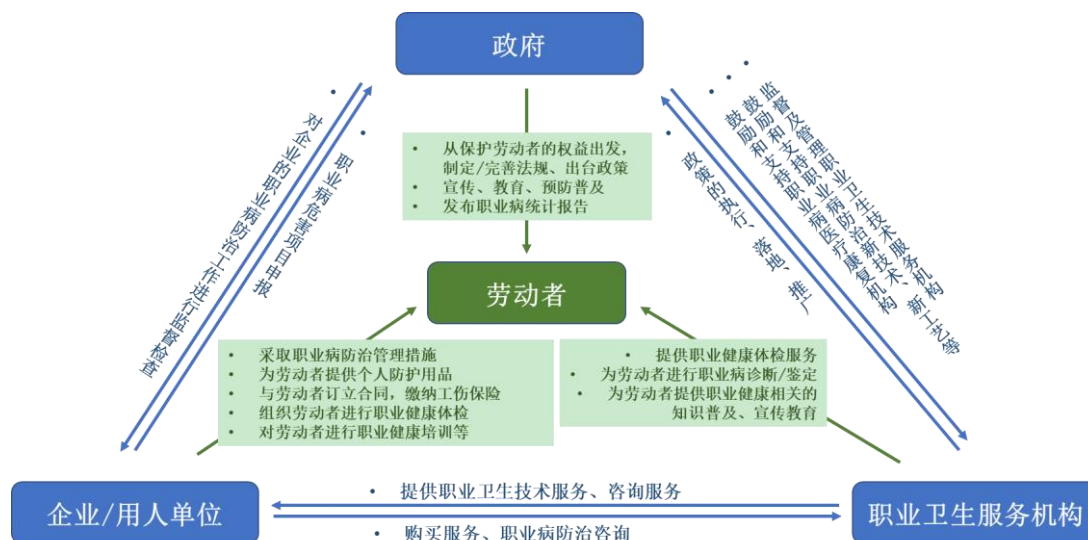 政府
• 从保护劳动者的权益出发，
制定/完善法规、出台政策
• 宣传、教育、预防普及
• 发布职业病统计报告
• 对企业的职业病防治工作进行监督检查
• 职业病危害项目申报
• 政策的执行、落地、推广
• 鼓励和支持职业病医疗康复机构
• 鼓励和支持职业病防治新技术、新工艺等
• 监督及管理职业卫生技术服务机构
劳动者
• 采取职业病防治管理措施
• 为劳动者提供个人防护用品
• 与劳动者订立合同，缴纳工伤保险
• 组织劳动者进行职业健康体检
• 对劳动者进行职业健康培训等
• 提供职业健康体检服务
• 为劳动者进行职业病诊断/鉴定
• 为劳动者提供职业健康相关的
知识普及、宣传教育
企业/用人单位
• 提供职业卫生技术服务、咨询服务
• 购买服务、职业病防治咨询
职业卫生服务机构